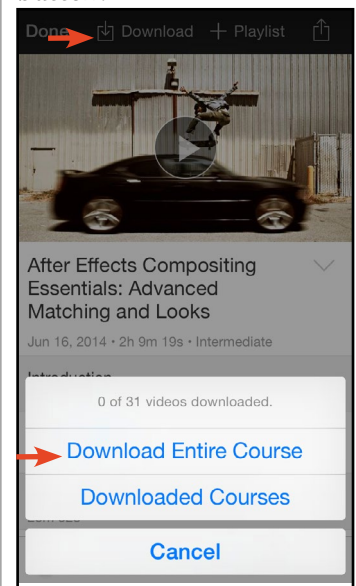 Done Download + Playlist
After Effects Compositing
Essentials: Advanced
Matching and Looks
Jun 16, 2014 • 2h 9m 19s • Intermediate
Introduction
0 of 31 videos downloaded.
Download Entire Course
Downloaded Courses
Cancel